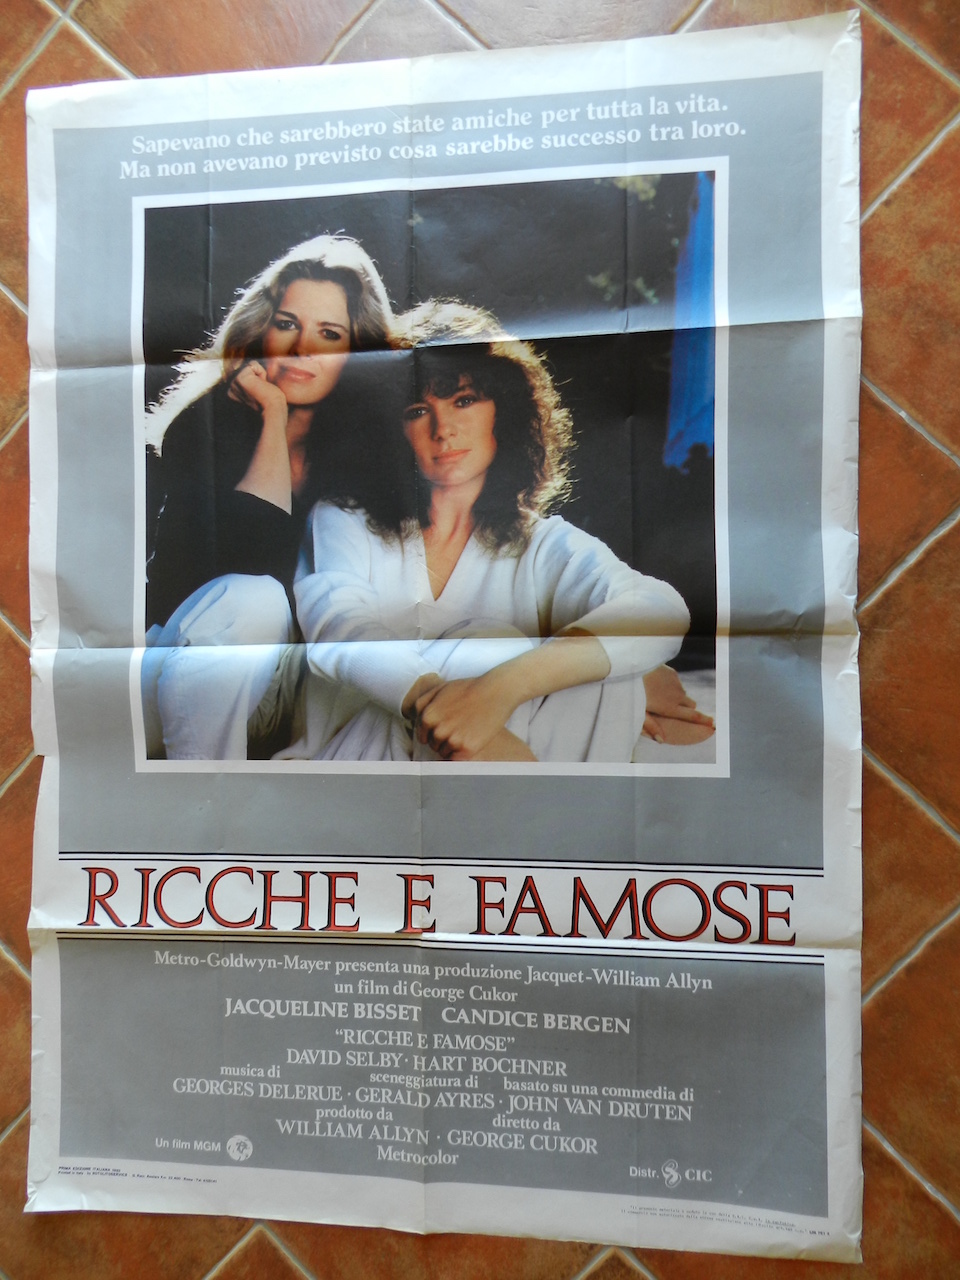 Sapevano che sarebbero state amiche per tutta la vita.
Ma non avevano previsto cosa sarebbe successo tra loro.
RICCHE E FAMOSE
Metro-Goldwyn-Mayer presenta una produzione Jacquet-William Allyn
un film di George Cukor
JACQUELINE BISSET CANDICE BERGEN
“RICCHE E FAMOSE”
DAVID SELBY · HART BOCHNER
musica di sceneggiatura di basato su una commedia di
GEORGES DELERUE · GERALD AYRES · JOHN VAN DRUTEN
prodotto da diretto da
WILLIAM ALLYN · GEORGE CUKOR
Metrocolor
Un film MGM
Distr. CIC
PRIMA EDIZIONE ITALIANA